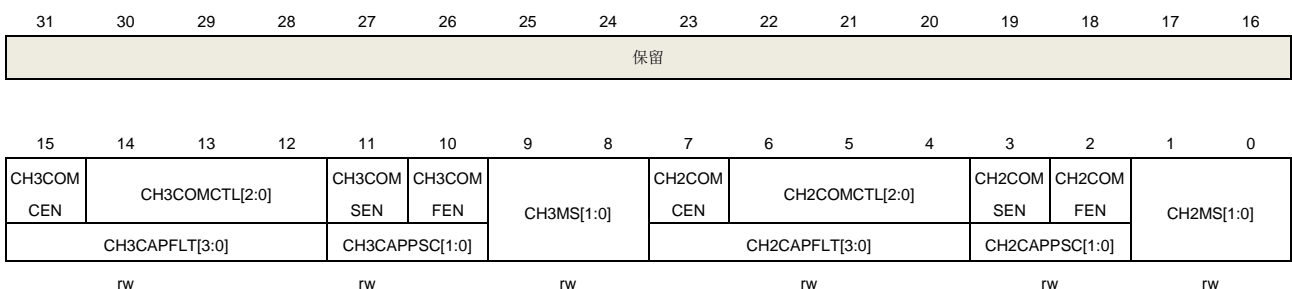 31 30 29 28 27 26 25 24 23 22 21 20 19 18 17 16
保留
15 14 13 12 11 10 9 8 7 6 5 4 3 2 1 0
CH3COM CEN CH3COMCTL[2:0] CH3COM SEN CH3COM FEN CH3MS[1:0] CH2COM CEN CH2COMCTL[2:0] CH2COM SEN CH2COM FEN CH2MS[1:0]
CH3CAPFLT[3:0] CH3CAPPSC[1:0] CH2CAPFLT[3:0] CH2CAPPSC[1:0]
rw rw rw rw rw rw